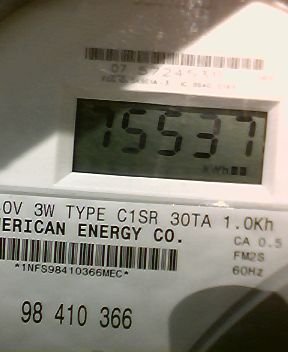 75537
KWh
0V 3W TYPE C1SR 30TA 1.0Kh
ERICAN ENERGY CO.
CA 0.5
FM2S
60Hz
*1NFS98410366MEC*
98 410 366